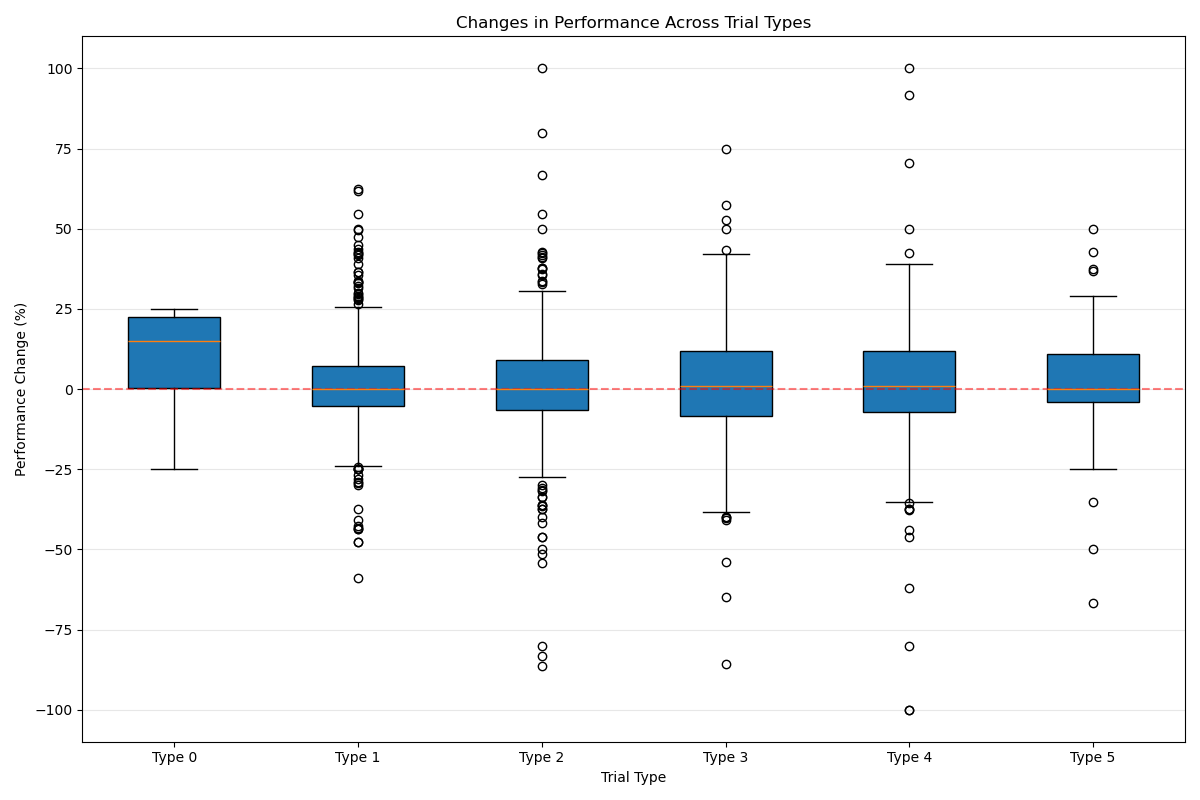 Changes in Performance Across Trial Types
Performance Change (%)
100
75
50
25
0
−25
−50
−75
−100
Type 0 Type 1 Type 2 Type 3 Type 4 Type 5
Trial Type